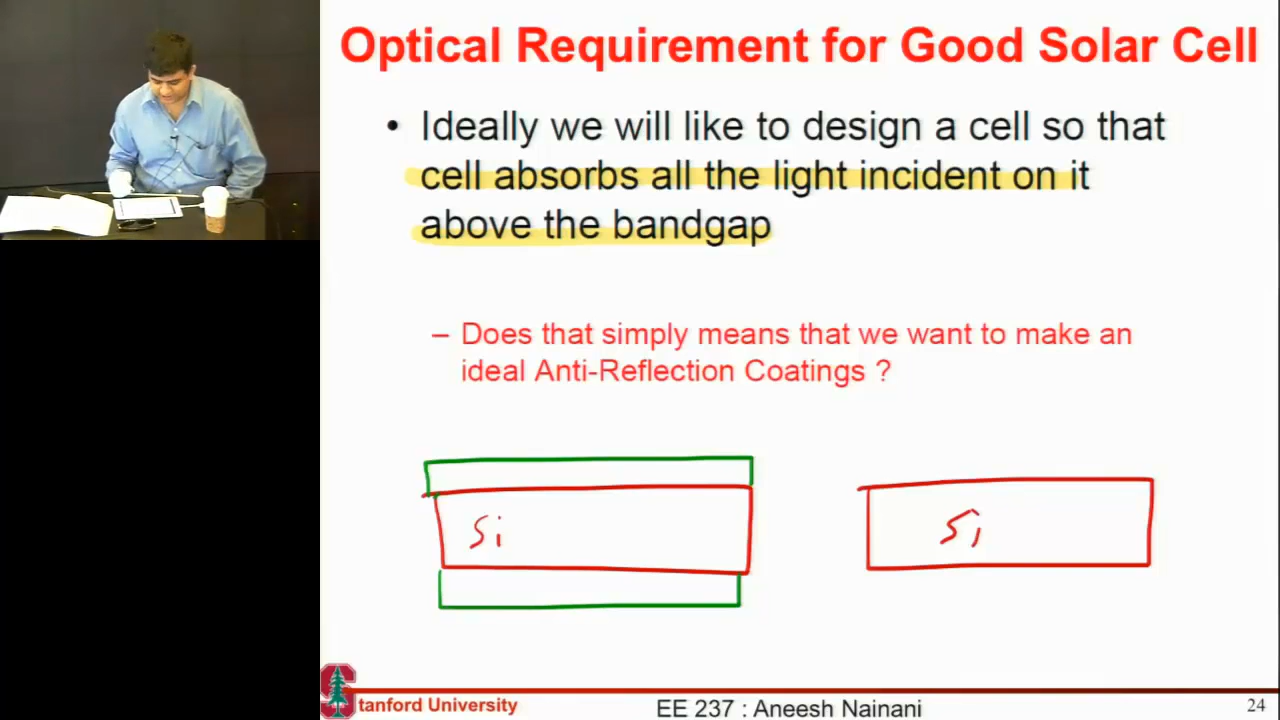 Optical Requirement for Good Solar Cell
• Ideally we will like to design a cell so that
cell absorbs all the light incident on it
above the bandgap
– Does that simply means that we want to make an
ideal Anti-Reflection Coatings ?
Si
Si
Stanford University
EE 237 : Aneesh Nainani
24